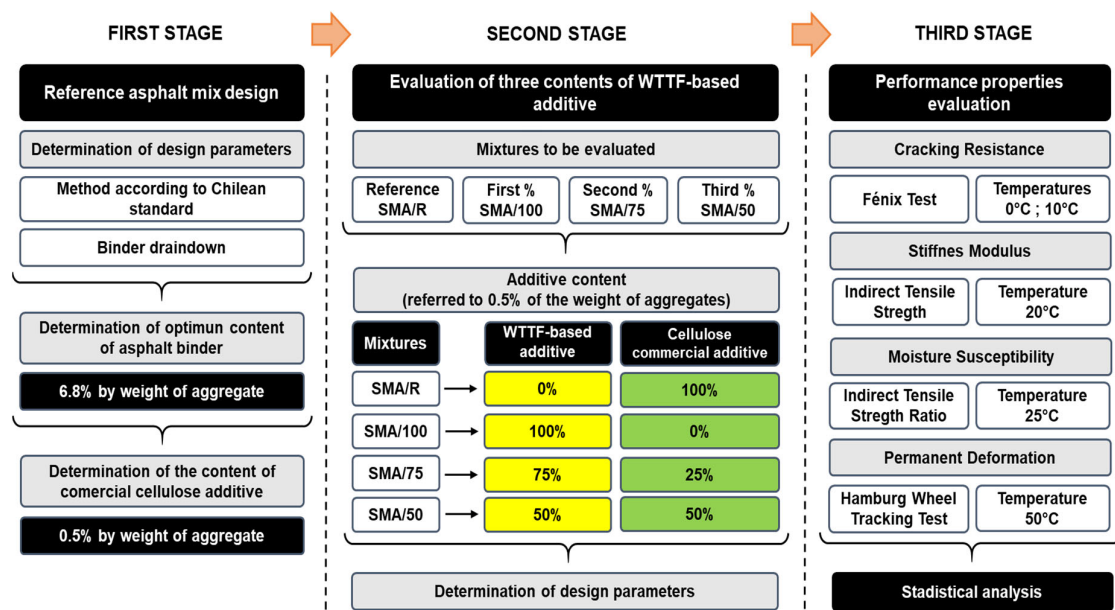 FIRST STAGE
Reference asphalt mix design
Determination of design parameters
Method according to Chilean
standard
Binder draindown
Determination of optimun content
of asphalt binder
6.8% by weight of aggregate
Determination of the content of
comercial cellulose additive
0.5% by weight of aggregate
SECOND STAGE
Evaluation of three contents of WTTF-based
additive
Mixtures to be evaluated
Reference
SMA/R
First %
SMA/100
Second %
SMA/75
Third %
SMA/50
Additive content
(referred to 0.5% of the weight of aggregates)
Mixtures
WTTF-based
additive
Cellulose
commercial additive
SMA/R
0%
100%
SMA/100
100%
0%
SMA/75
75%
25%
SMA/50
50%
50%
Determination of design parameters
THIRD STAGE
Performance properties
evaluation
Cracking Resistance
Fénix Test
Temperatures
0°C ; 10°C
Stiffnes Modulus
Indirect Tensile
Stregth
Temperature
20°C
Moisture Susceptibility
Indirect Tensile
Stregth Ratio
Temperature
25°C
Permanent Deformation
Hamburg Wheel
Tracking Test
Temperature
50°C
Stadistical analysis